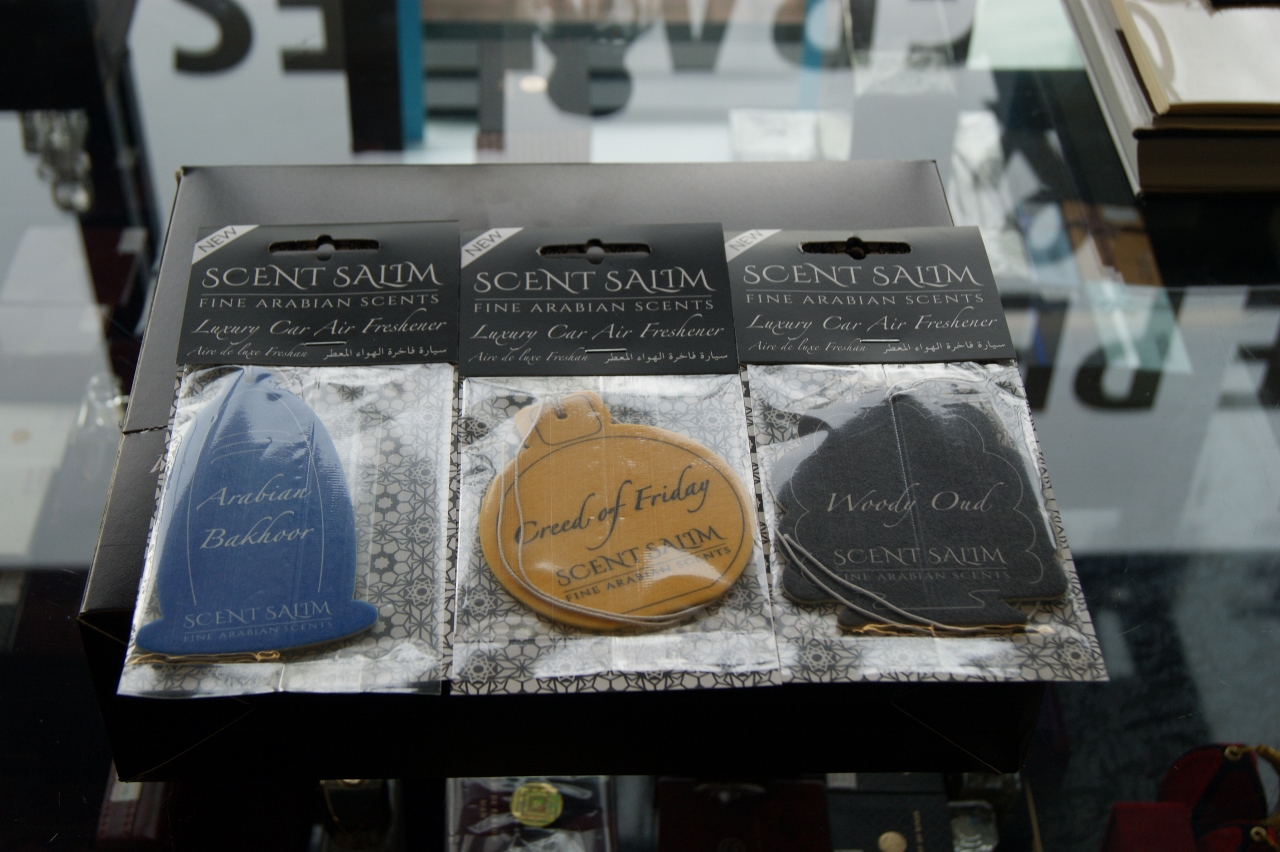 NEW
SCENT SALIM
FINE ARABIAN SCENTS
Luxury Car Air Freshener
Aire de luxe Freshan سيارة فاخرة الهواء المعطر
Arabian
Bakhoor
SCENT SALIM
FINE ARABIAN SCENTS
NEW
SCENT SALIM
FINE ARABIAN SCENTS
Luxury Car Air Freshener
Aire de luxe Freshan سيارة فاخرة الهواء المعطر
Creed of Friday
SCENT SALIM
FINE ARABIAN SCENTS
NEW
SCENT SALIM
FINE ARABIAN SCENTS
Luxury Car Air Freshener
Aire de luxe Freshan سيارة فاخرة الهواء المعطر
Woody Oud
SCENT SALIM
FINE ARABIAN SCENTS